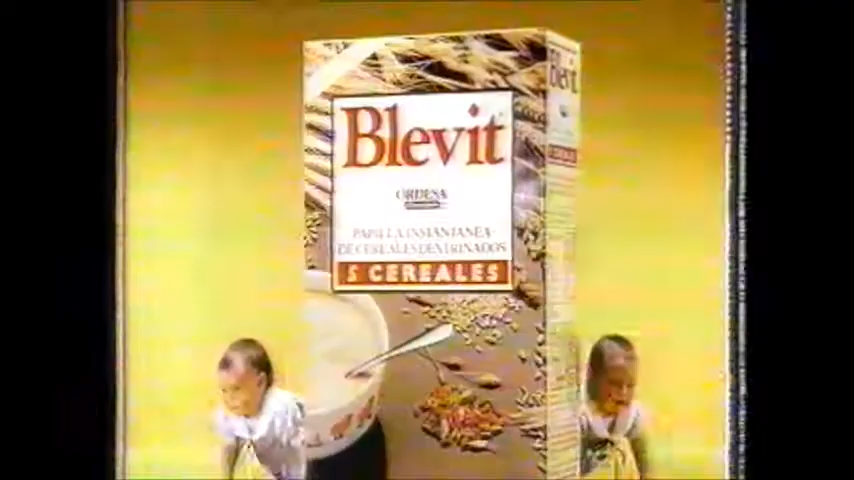 Blevit
ORDESA
PAPILLA INSTANTANEA
DE CEREALES DEXTRINADOS
5 CEREALES
Blevit